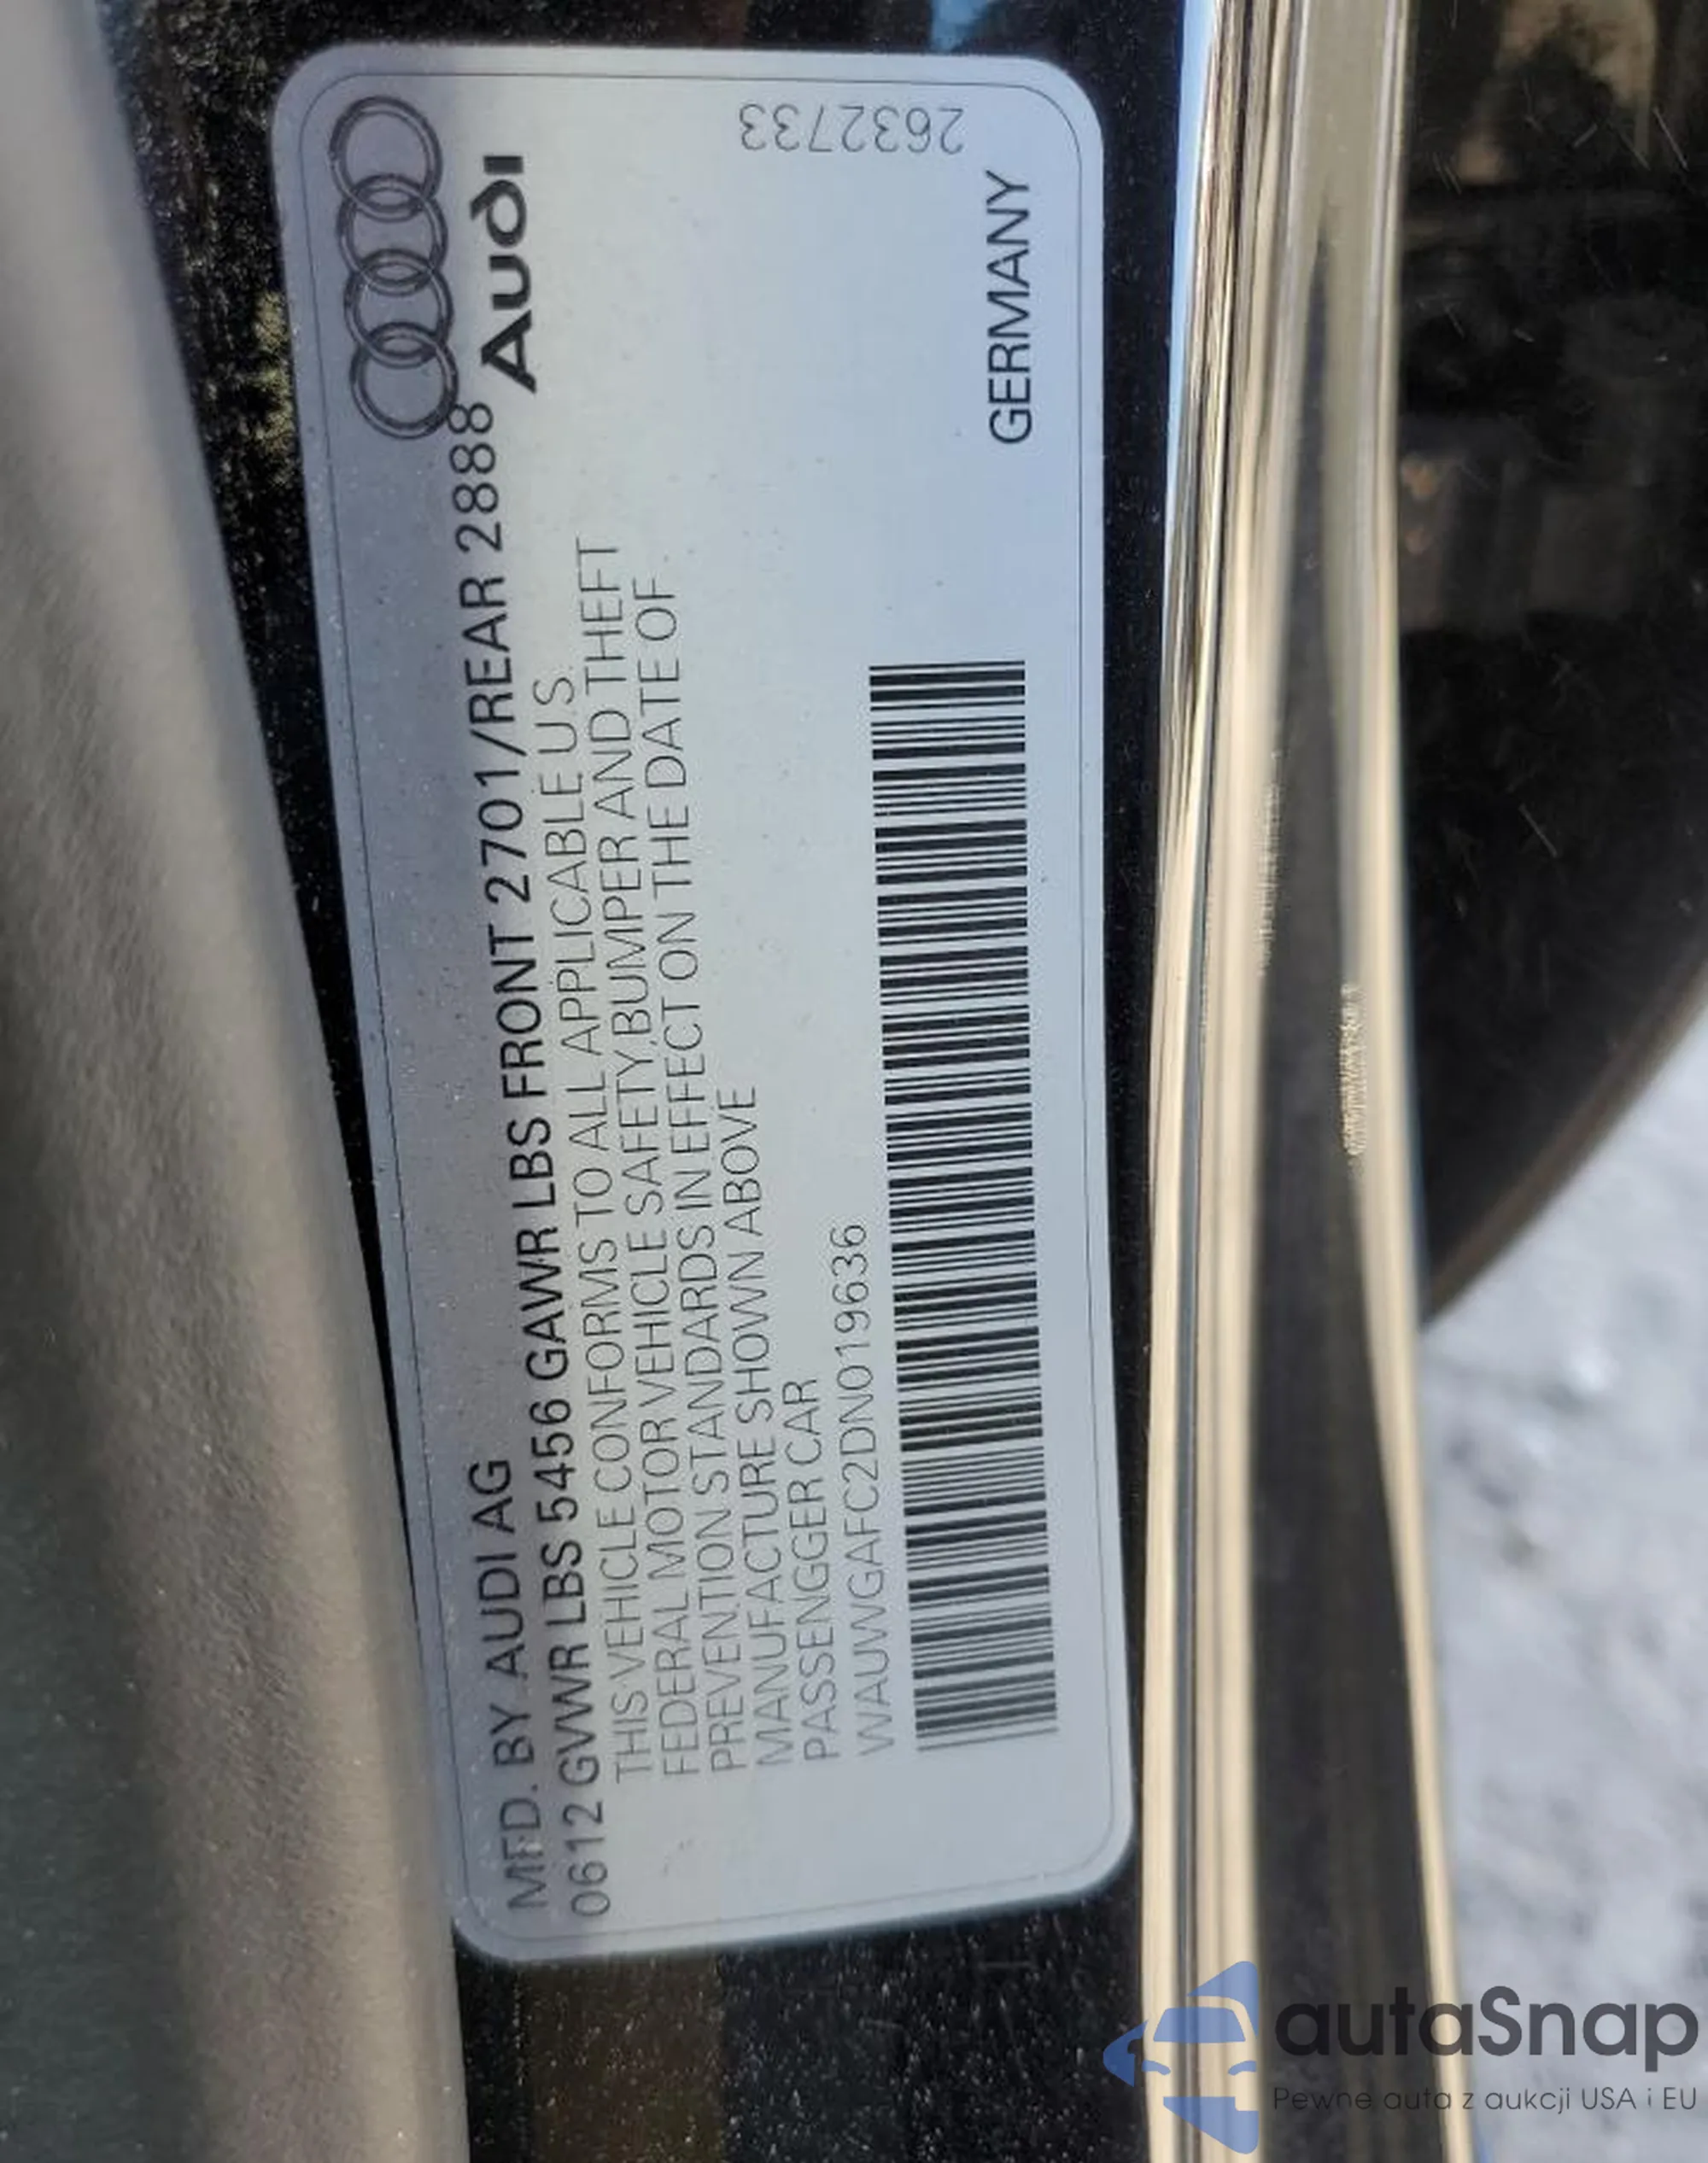 MFD. BY AUDI AG
0612 GVWR LBS 5456 GAWR LBS FRONT 2701/REAR 2888
THIS VEHICLE CONFORMS TO ALL APPLICABLE U.S.
FEDERAL MOTOR VEHICLE SAFETY,BUMPER AND THEFT
PREVENTION STANDARDS IN EFFECT ON THE DATE OF
MANUFACTURE SHOWN ABOVE
PASSENGGER CAR
WAUWGAFC2DN019636
Audi
2632733
GERMANY
autaSnap
Pewne auta z aukcji USA i EU